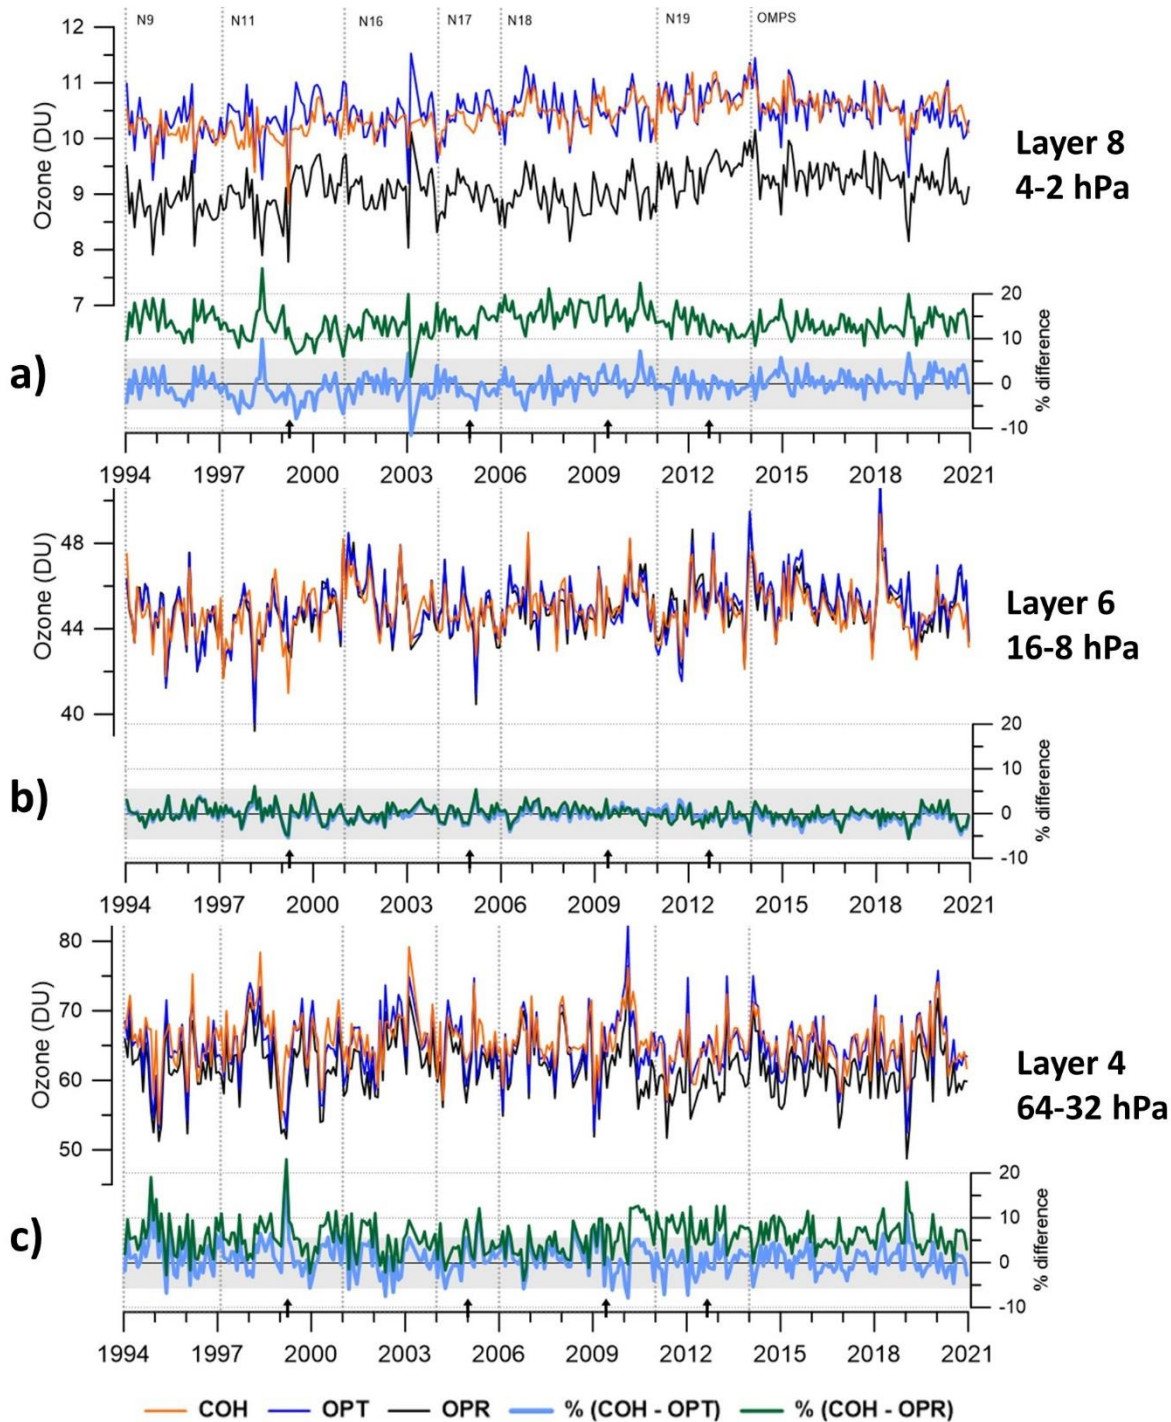 N9 N11 N16 N17 N18 N19 OMPS
12
11
10
9
8
7
Ozone (DU)
Layer 8
4-2 hPa
20
10
0
-10
% difference
a)
1994 1997 2000 2003 2006 2009 2012 2015 2018 2021
48
44
40
Ozone (DU)
Layer 6
16-8 hPa
20
10
0
-10
% difference
b)
1994 1997 2000 2003 2006 2009 2012 2015 2018 2021
80
70
60
50
Ozone (DU)
Layer 4
64-32 hPa
20
10
0
-10
% difference
c)
1994 1997 2000 2003 2006 2009 2012 2015 2018 2021
COH OPT OPR % (COH - OPT) % (COH - OPR)